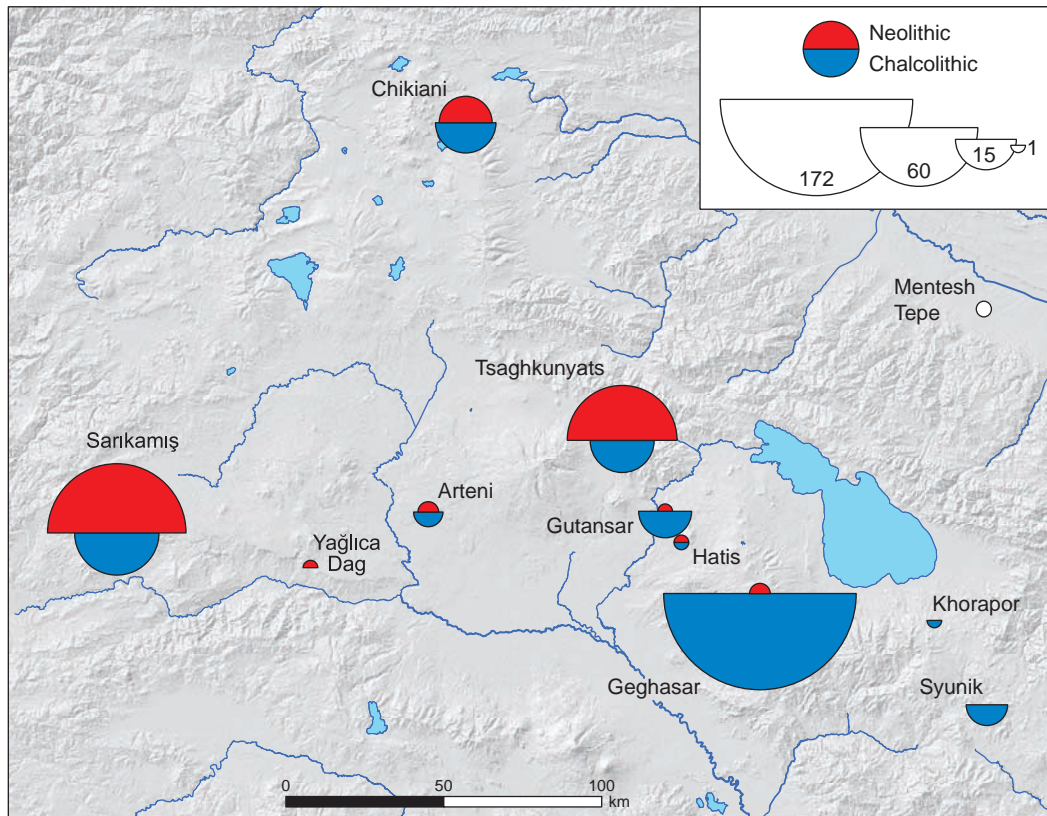 Neolithic
Chalcolithic
172
60
15
1
Chikiani
Mentesh
Tepe
Tsaghkunyats
Sarıkamış
Arteni
Gutansar
Yağlıca
Dag
Hatis
Khorapor
Geghasar
Syunik
0
50
100
km